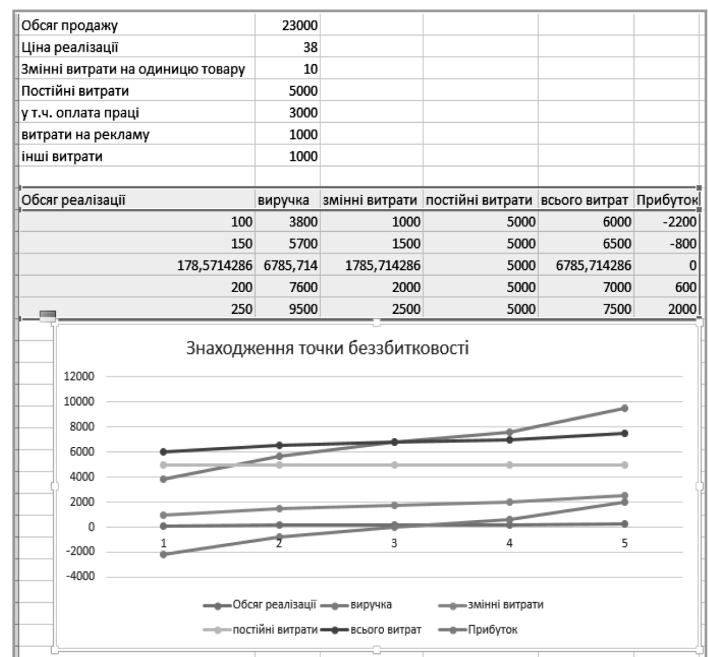 Обсяг продажу 23000
Ціна реалізації 38
Змінні витрати на одиницю товару 10
Постійні витрати 5000
у т.ч. оплата праці 3000
витрати на рекламу 1000
інші витрати 1000
Обсяг реалізації виручка змінні витрати постійні витрати всього витрат Прибуток
100 3800 1000 5000 6000 -2200
150 5700 1500 5000 6500 -800
178,5714286 6785,714 1785,714286 5000 6785,714286 0
200 7600 2000 5000 7000 600
250 9500 2500 5000 7500 2000
Знаходження точки беззбитковості
12000
10000
8000
6000
4000
2000
0
-2000
-4000
1 2 3 4 5
Обсяг реалізації виручка змінні витрати
постійні витрати всього витрат Прибуток